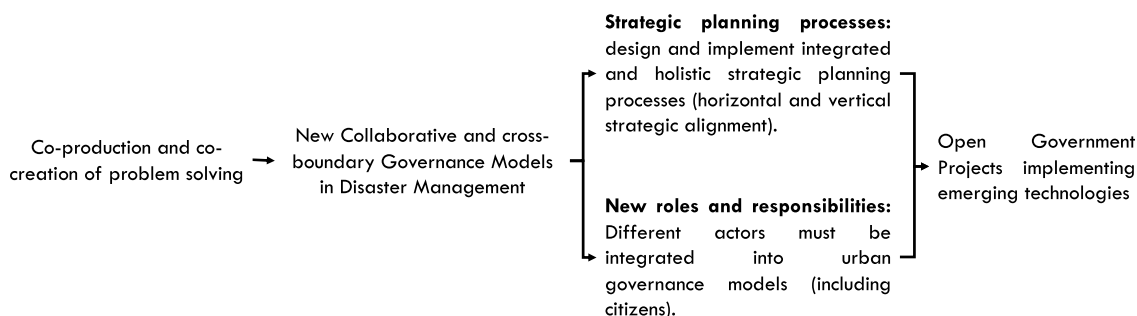 Co-production and co-
creation of problem solving
New Collaborative and cross-
boundary Governance Models
in Disaster Management
Strategic planning processes:
design and implement integrated
and holistic strategic planning
processes (horizontal and vertical
strategic alignment).
New roles and responsibilities:
Different actors must be
integrated into urban
governance models (including
citizens).
Open Government
Projects implementing
emerging technologies